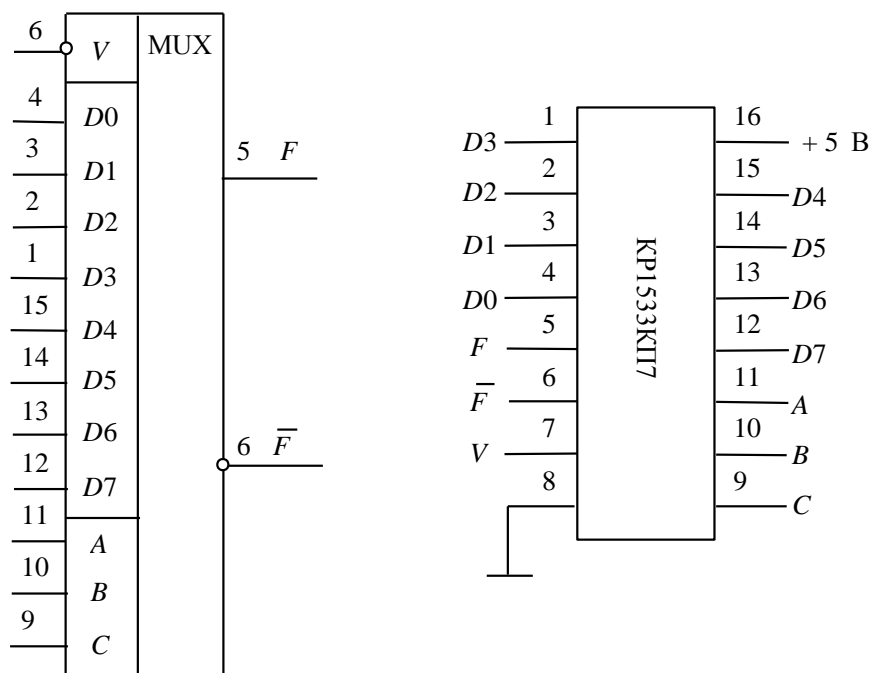 6 V MUX
4 D0
3 D1
5 F
2 D2
1 D3
15 D4
14 D5
13 D6
6 F̅
12 D7
11 A
10 B
9 C
D3 1 16 + 5 В
D2 2 15 D4
D1 3 14 D5
D0 4 13 D6
F 5 12 D7
F̅ 6 11 A
V 7 10 B
8 9 C
КР1533КП7